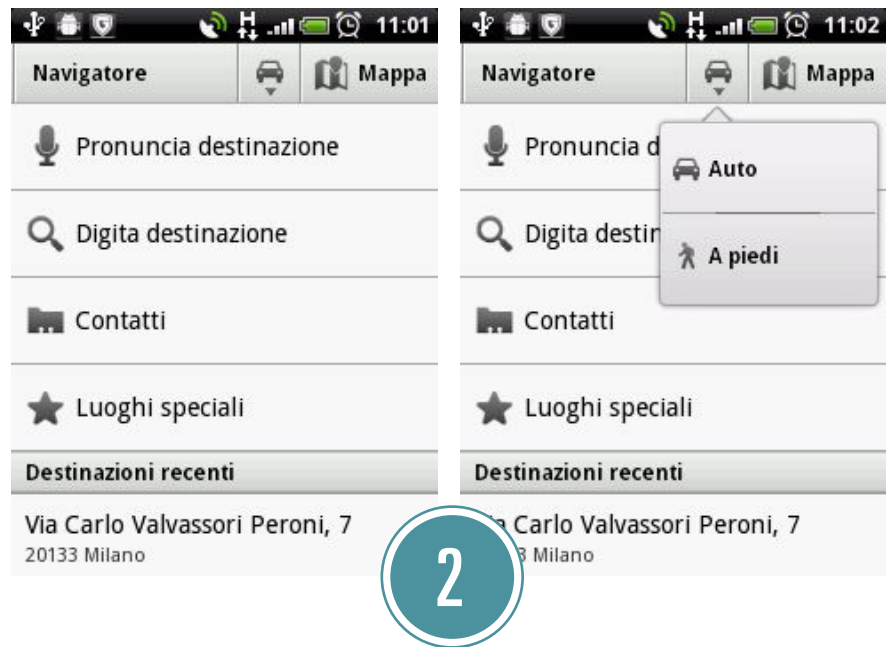 H 11:01
Navigatore Mappa
Pronuncia destinazione
Digita destinazione
Contatti
Luoghi speciali
Destinazioni recenti
Via Carlo Valvassori Peroni, 7
20133 Milano
H 11:02
Navigatore Mappa
Pronuncia d
Auto
Digita destin
A piedi
Contatti
Luoghi speciali
Destinazioni recenti
Carlo Valvassori Peroni, 7
Milano
2